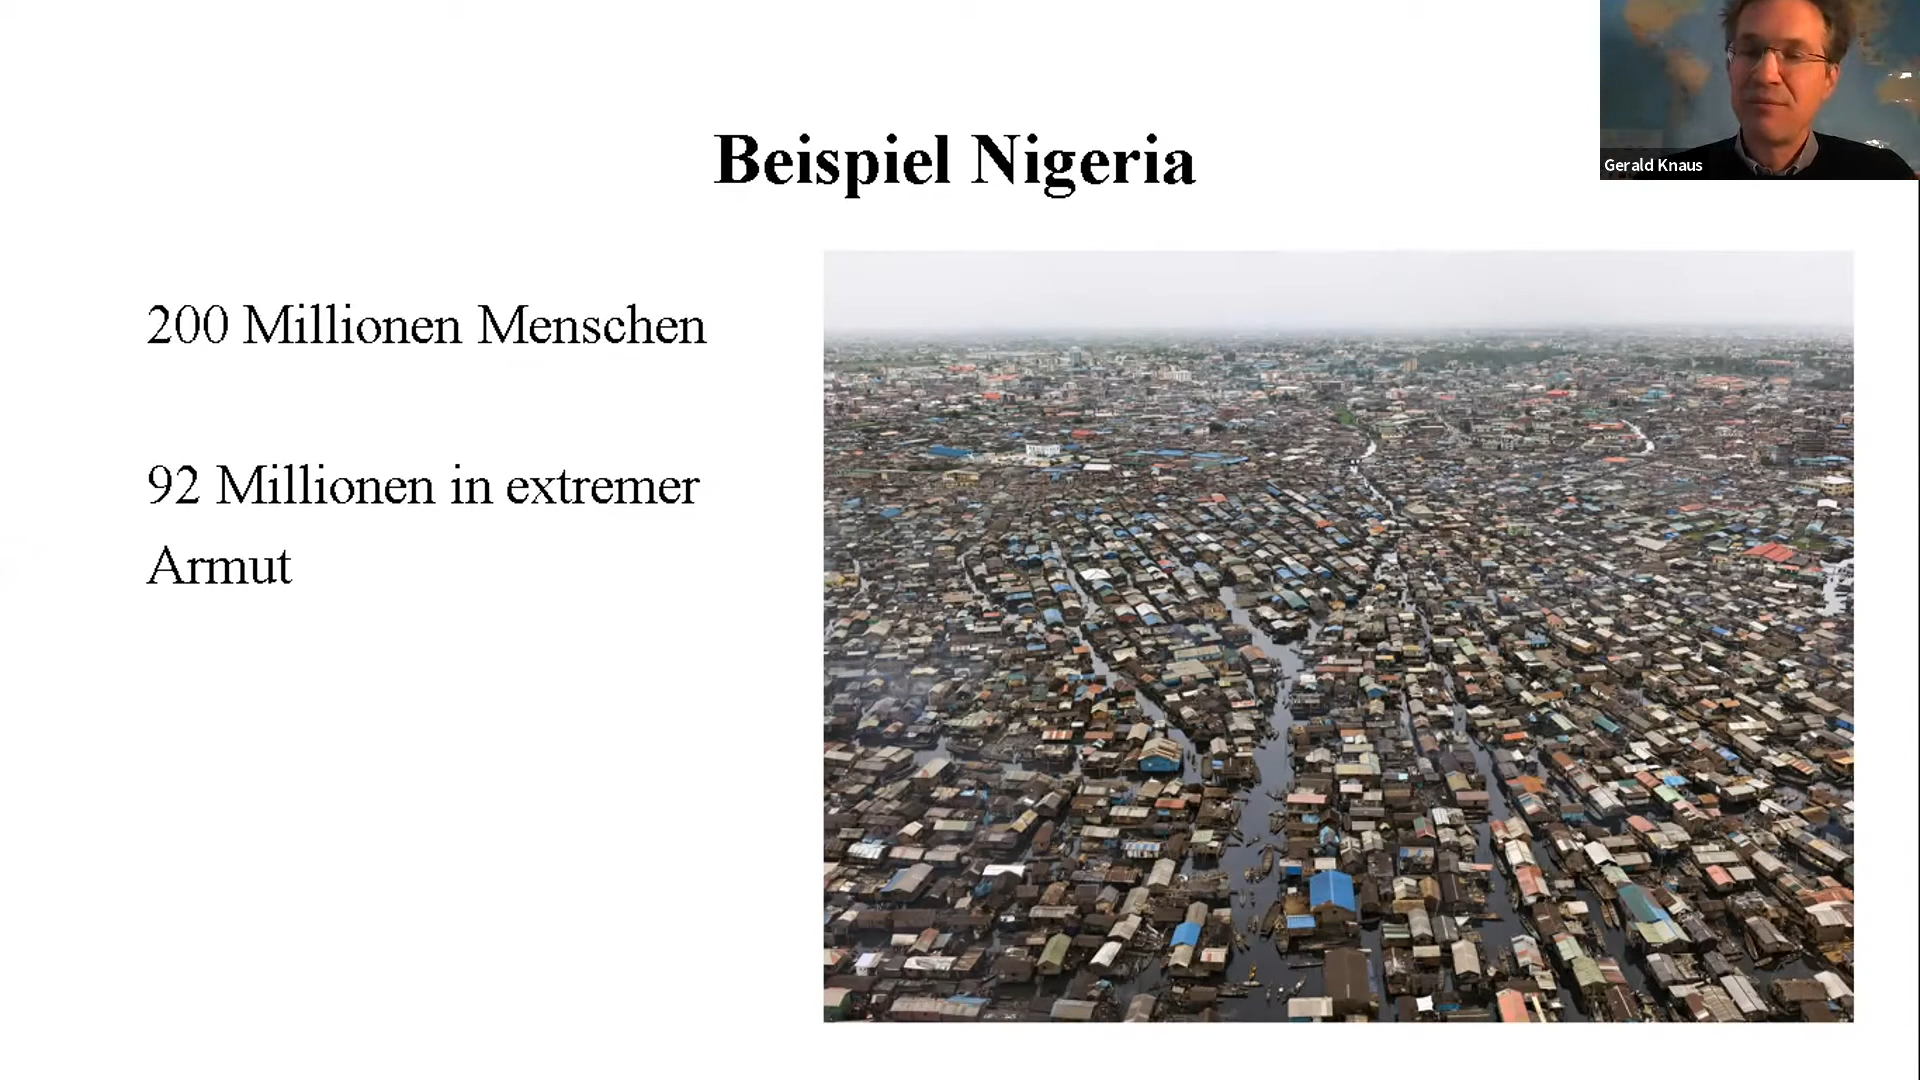 Beispiel Nigeria
Gerald Knaus
200 Millionen Menschen
92 Millionen in extremer
Armut